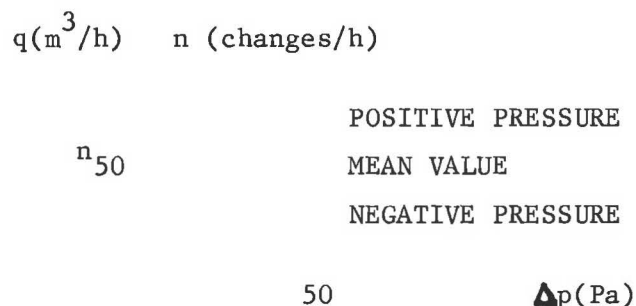 q(m³/h) n (changes/h)
POSITIVE PRESSURE
n₅₀ MEAN VALUE
NEGATIVE PRESSURE
50 Δp(Pa)